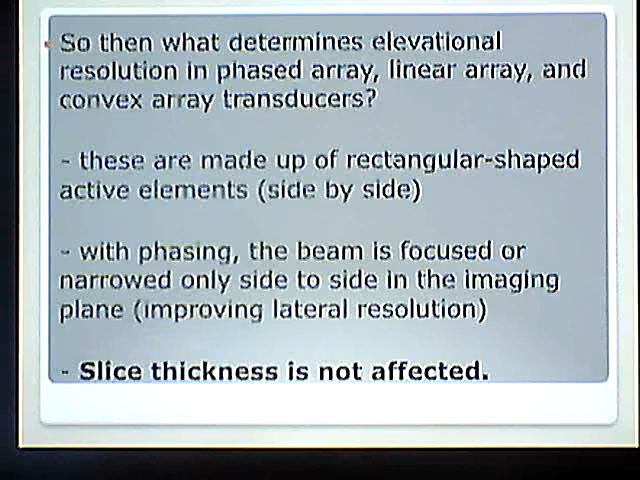 So then what determines elevational
resolution in phased array, linear array, and
convex array transducers?
- these are made up of rectangular-shaped
active elements (side by side)
- with phasing, the beam is focused or
narrowed only side to side in the imaging
plane (improving lateral resolution)
- Slice thickness is not affected.